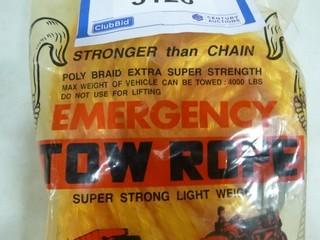 ClubBid
CENTURY
AUCTIONS
STRONGER than CHAIN
POLY BRAID EXTRA SUPER STRENGTH
MAX WEIGHT OF VEHICLE CAN BE TOWED: 4000 LBS
DO NOT USE FOR LIFTING
EMERGENCY
TOW ROPE
SUPER STRONG LIGHT WEIGH